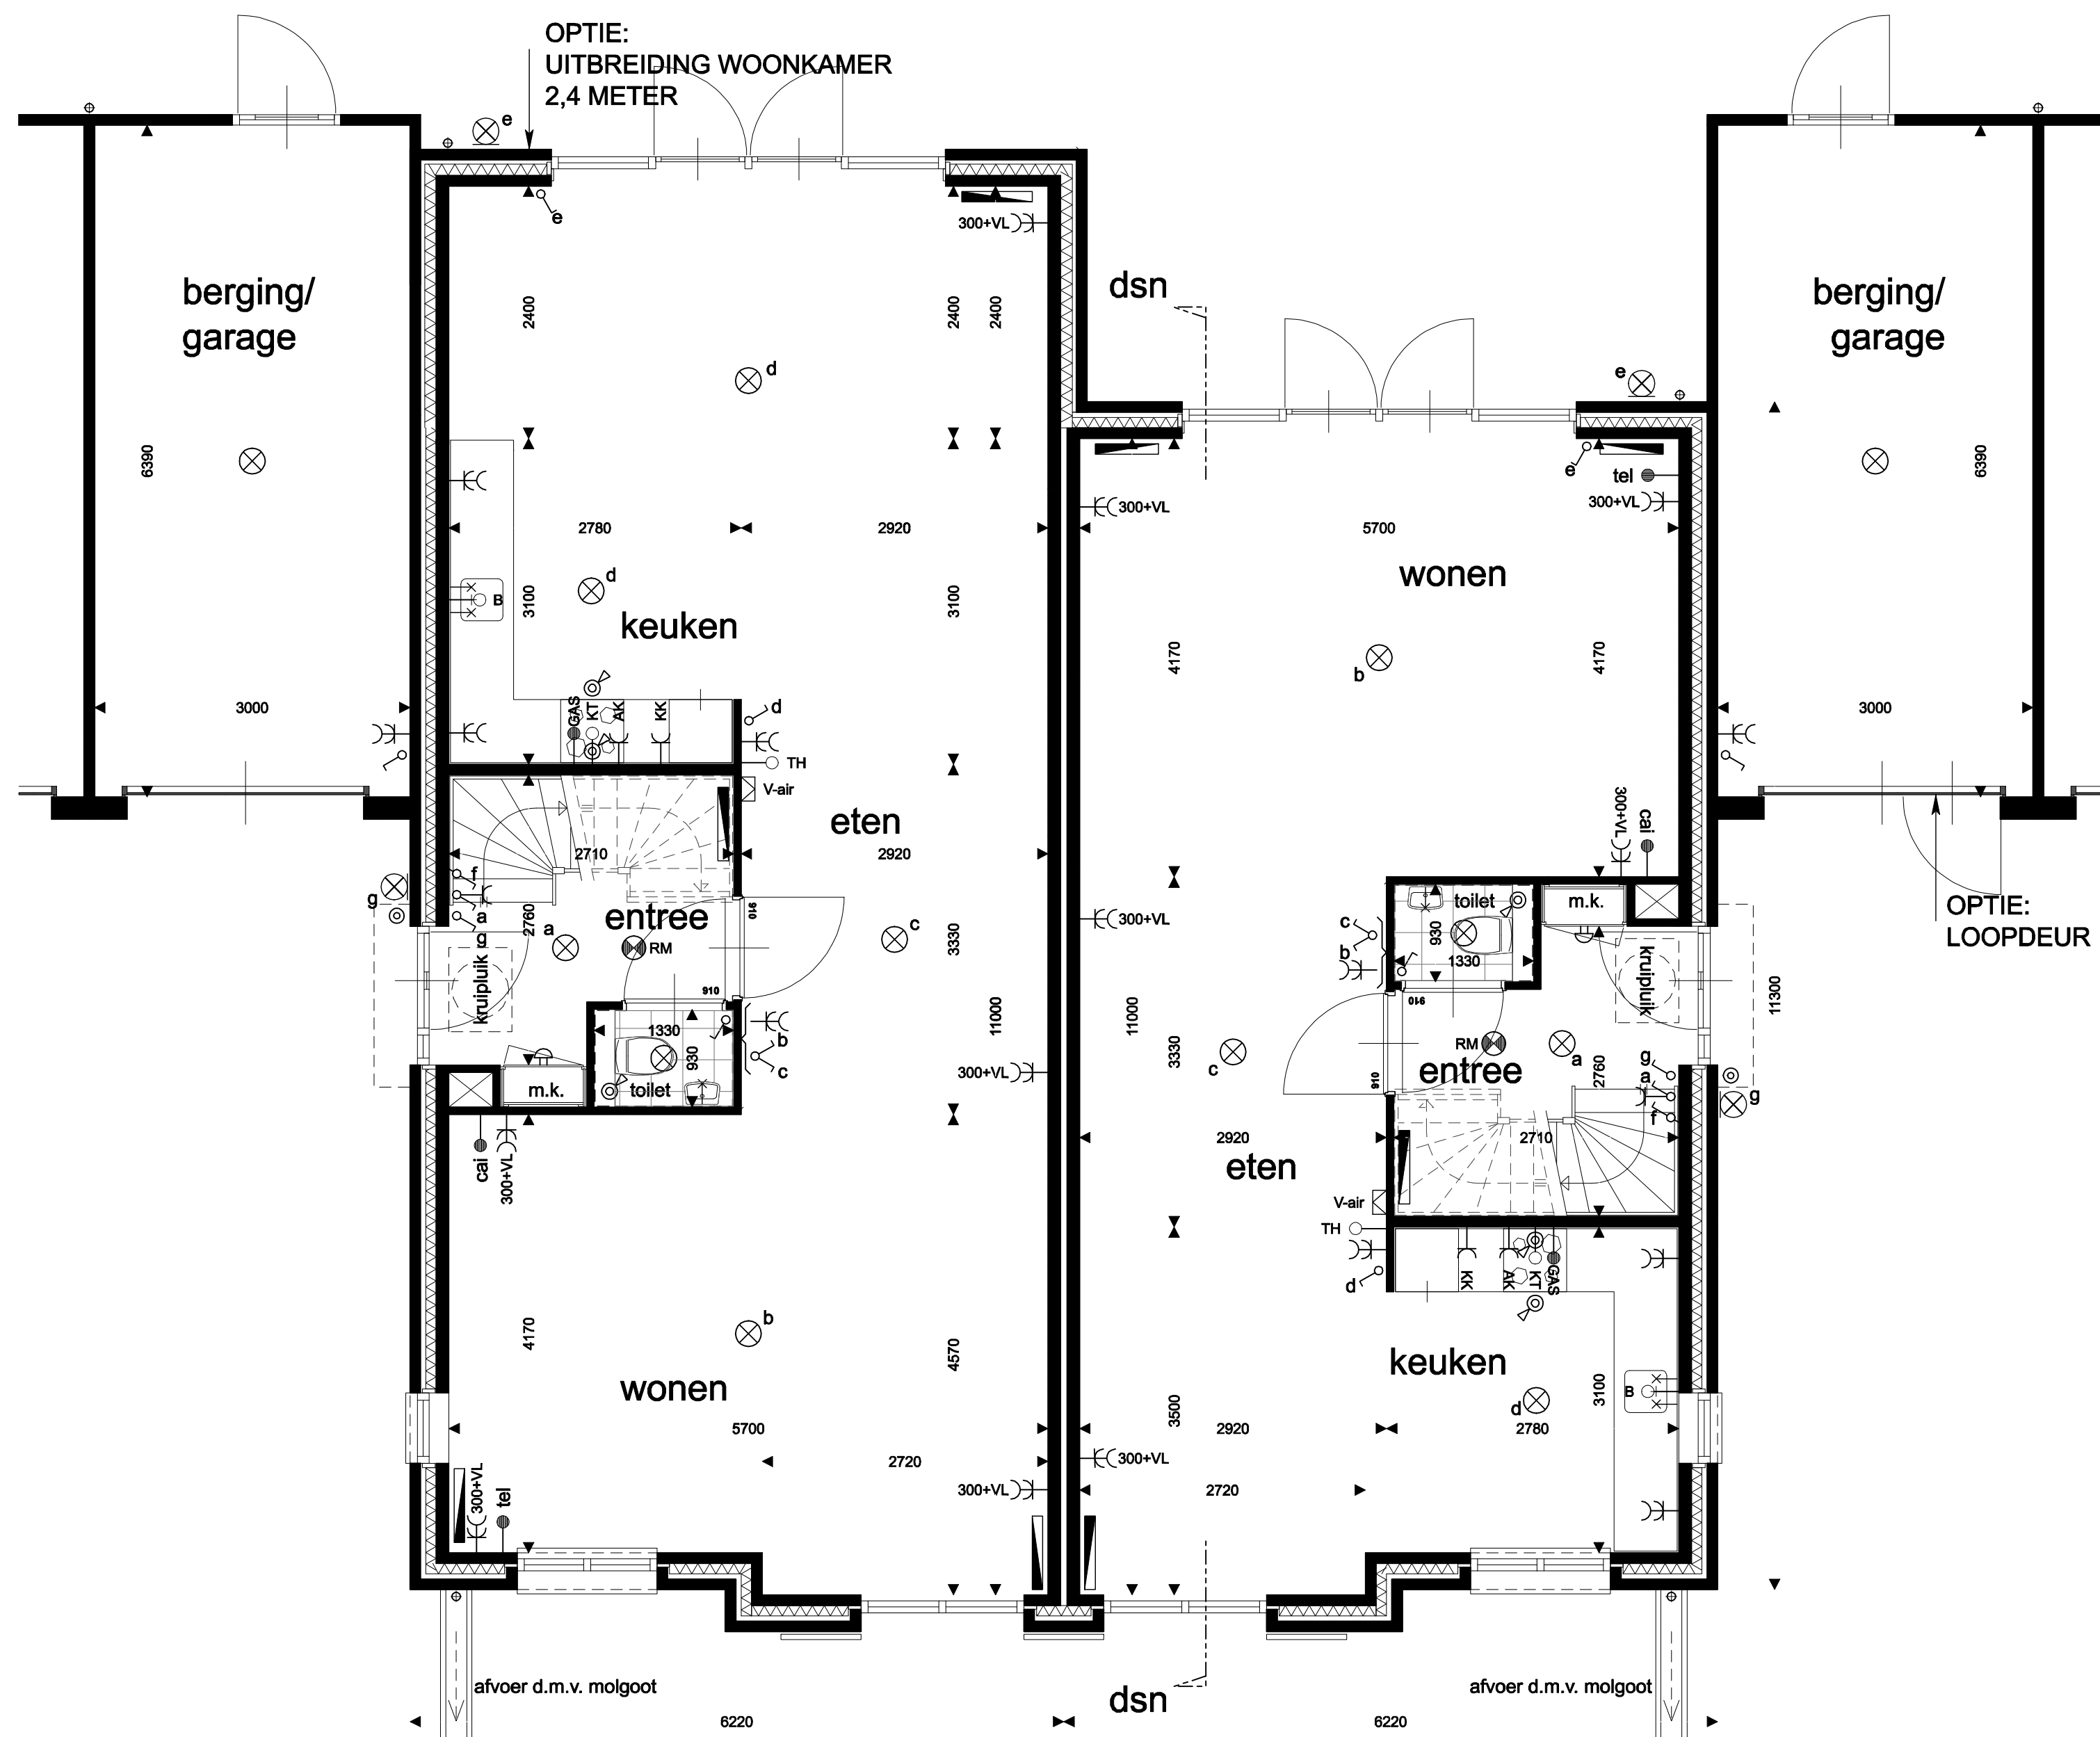 OPTIE:
UITBREIDING WOONKAMER
2,4 METER
e
e
e
e
300+VL
berging/
garage
dsn
berging/
garage
2400
2400
2400
d
6390
6390
tel
300+VL
300+VL
2780
2920
5700
wonen
d
B
3100
3100
keuken
4170
4170
b
3000
3000
GAS
KT
AK
KK
d
TH
V-air
eten
2710
2920
300+VL
cai
f
a
g
g
2760
entree
910
a
RM
c
3330
300+VL
kruipluik
910
toilet
m.k.
c
b
930
1330
kruipluik
OPTIE:
LOOPDEUR
1330
930
b
c
11000
11000
910
11300
m.k.
toilet
300+VL
3330
c
RM
entree
a
910
2760
g
a
f
g
cai
300+VL
2920
2710
eten
V-air
TH
d
KK
AK
KT
GAS
4170
b
4570
wonen
keuken
3500
d
3100
B
5700
2920
2780
2720
300+VL
2720
300+VL
300+VL
tel
afvoer d.m.v. molgoot
dsn
afvoer d.m.v. molgoot
6220
6220